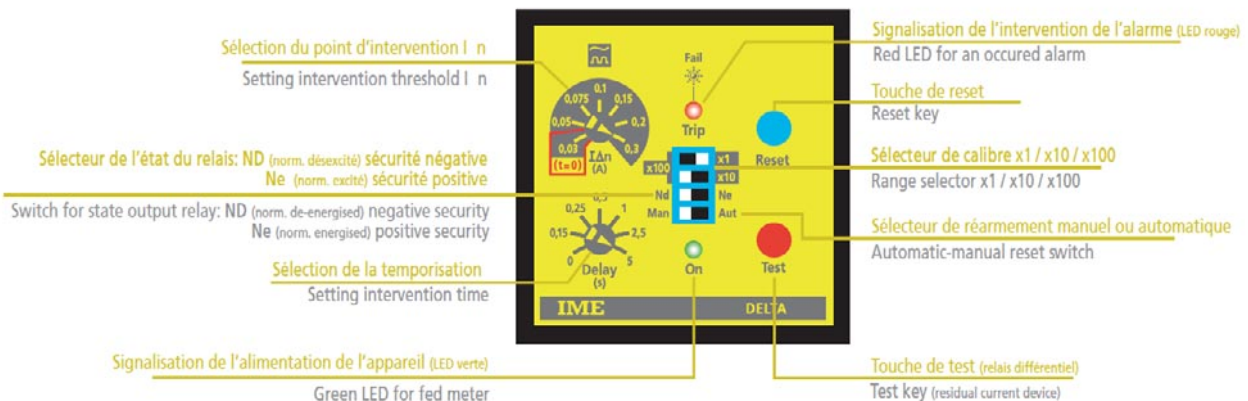 Sélection du point d'intervention I n
Setting intervention threshold I n
Sélecteur de l'état du relais: ND (norm. désexcité) sécurité négative
Ne (norm. excité) sécurité positive
Switch for state output relay: ND (norm. de-energised) negative security
Ne (norm. energised) positive security
Sélection de la temporisation
Setting intervention time
Signalisation de l'alimentation de l'appareil (LED verte)
Green LED for fed meter
0,03
0,05
0,075
0,1
0,15
0,2
0,3
(t=0)
IΔn
(A)
Fail
Trip
Reset
x1
x100
x10
Nd
Ne
Man
Aut
0
0,15
0,25
0,5
1
2,5
5
Delay
(s)
On
Test
IME
DELTA
Signalisation de l'intervention de l'alarme (LED rouge)
Red LED for an occured alarm
Touche de reset
Reset key
Sélecteur de calibre x1 / x10 / x100
Range selector x1 / x10 / x100
Sélecteur de réarmement manuel ou automatique
Automatic-manual reset switch
Touche de test (relais différentiel)
Test key (residual current device)